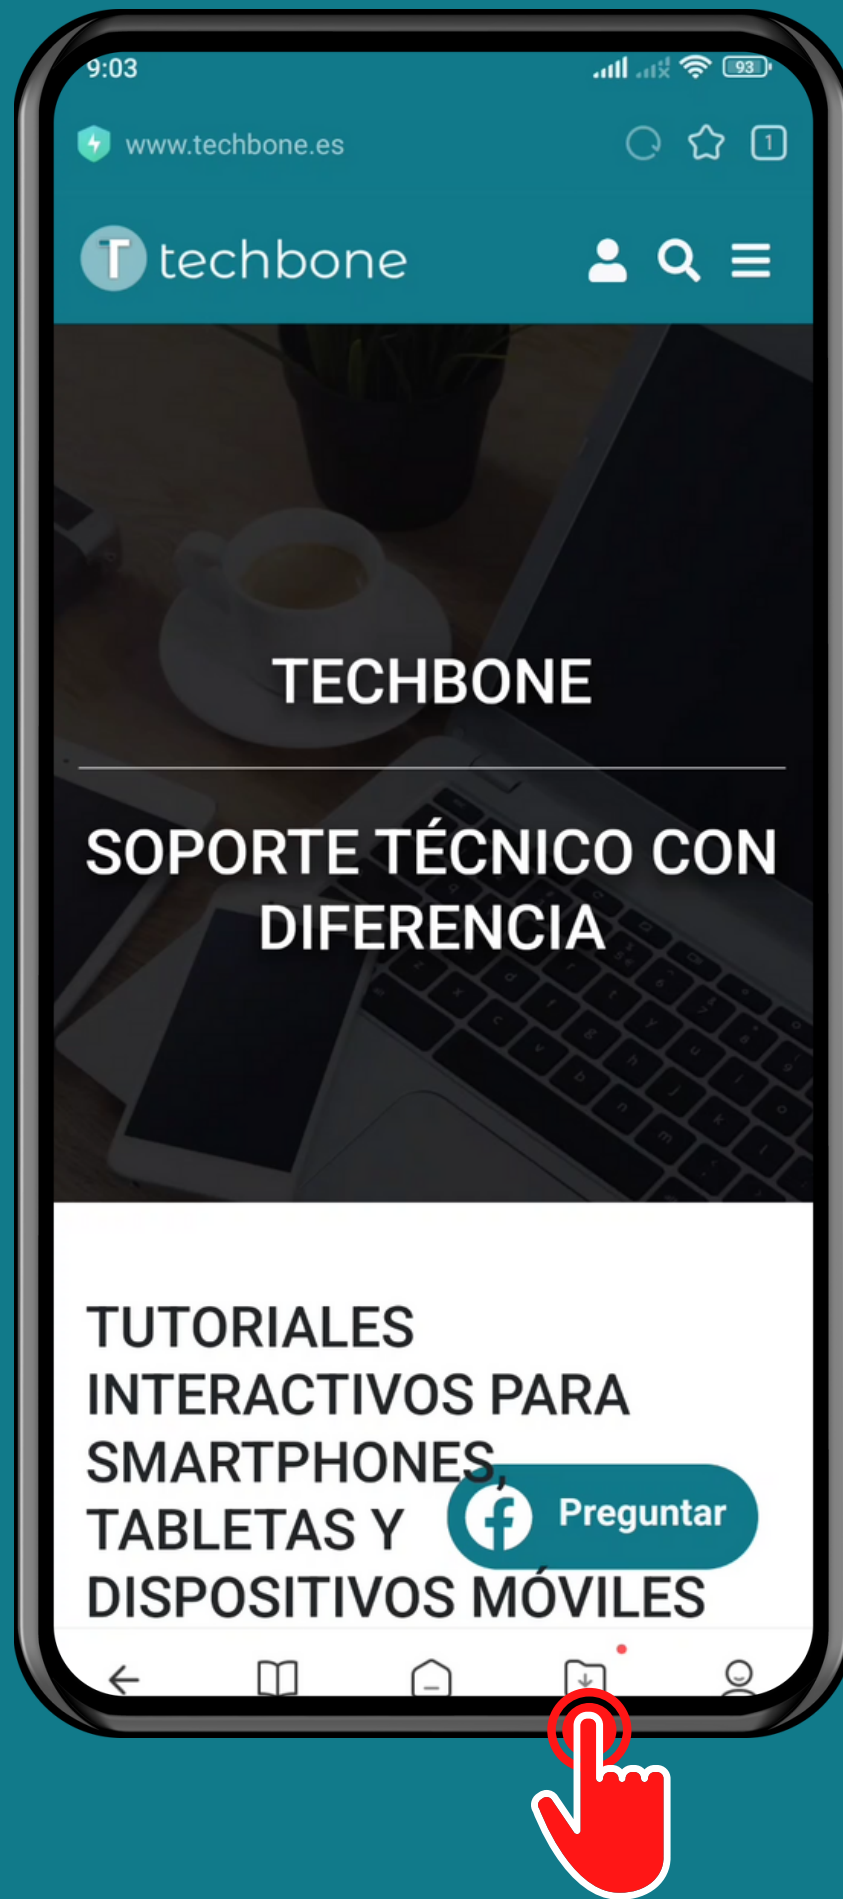 9:03
93
www.techbone.es
1
T techbone
TECHBONE
SOPORTE TÉCNICO CON
DIFERENCIA
TUTORIALES
INTERACTIVOS PARA
SMARTPHONES,
TABLETAS Y
Preguntar
DISPOSITIVOS MÓVILES